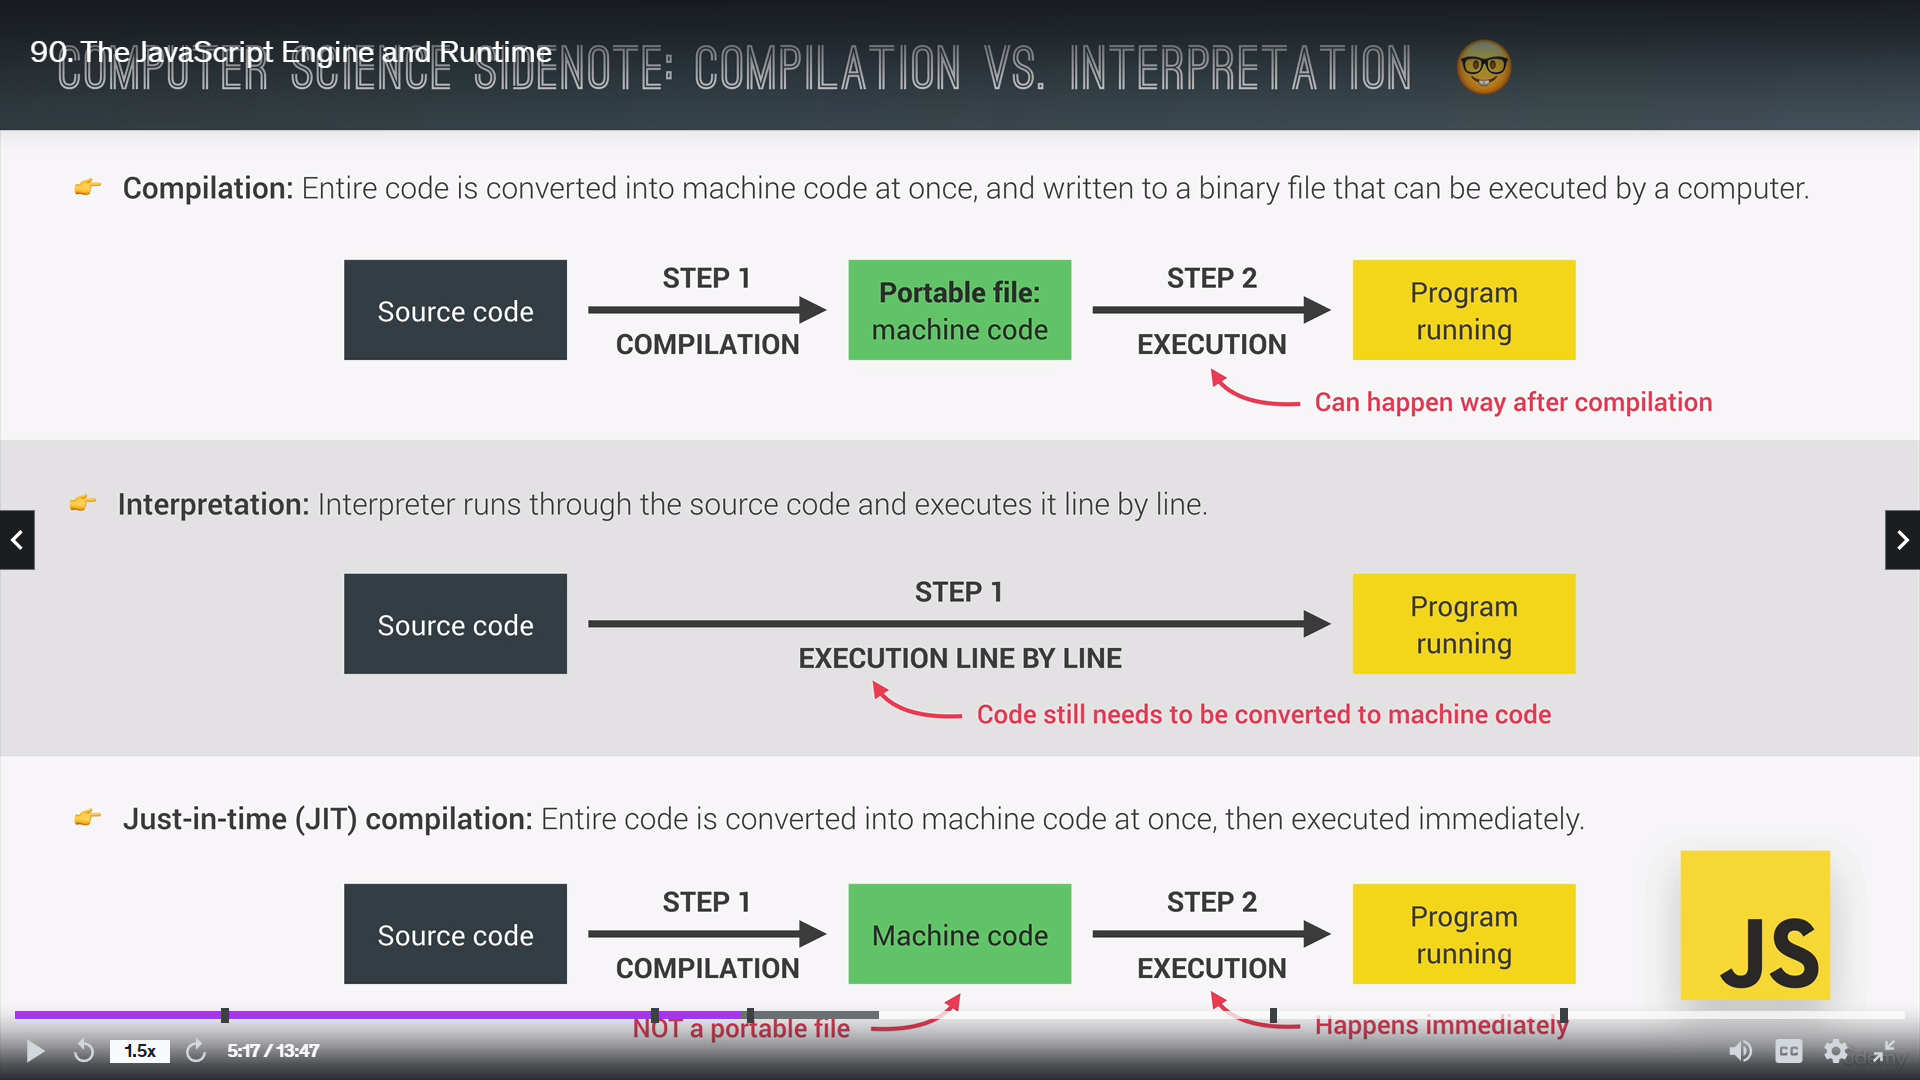 90. The JavaScript Engine and Runtime
COMPUTER SCIENCE SIDENOTE: COMPILATION VS. INTERPRETATION
Compilation: Entire code is converted into machine code at once, and written to a binary file that can be executed by a computer.
STEP 1
STEP 2
Source code
Portable file:
machine code
Program
running
COMPILATION
EXECUTION
Can happen way after compilation
Interpretation: Interpreter runs through the source code and executes it line by line.
STEP 1
Source code
Program
running
EXECUTION LINE BY LINE
Code still needs to be converted to machine code
Just-in-time (JIT) compilation: Entire code is converted into machine code at once, then executed immediately.
STEP 1
STEP 2
Source code
Machine code
Program
running
COMPILATION
EXECUTION
JS
NOT a portable file
Happens immediately
1.5x
5:17 / 13:47
CC
Udemy